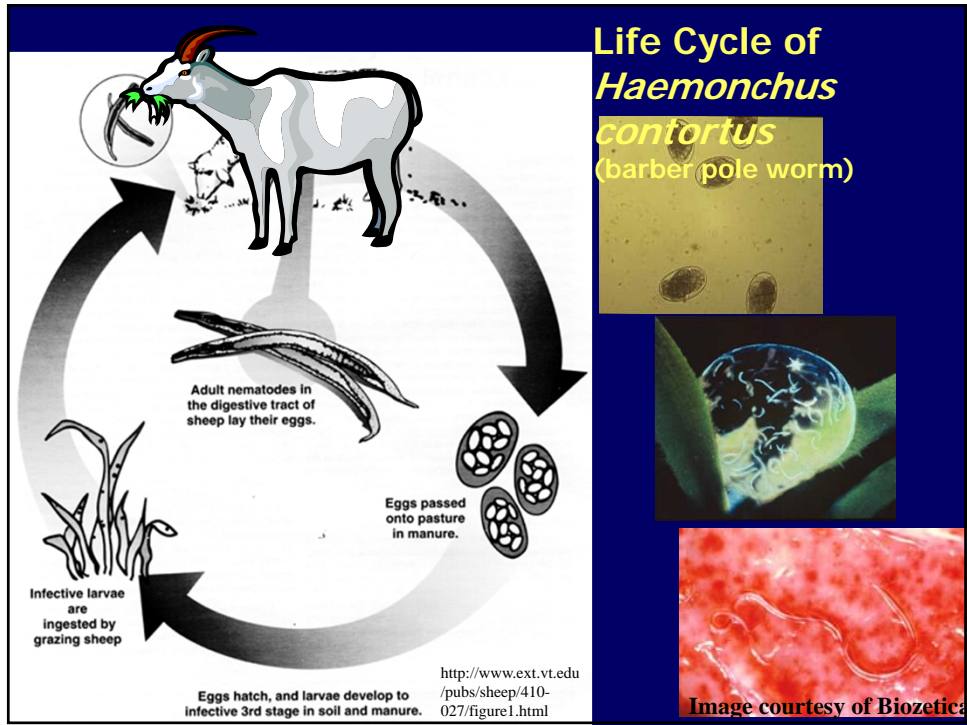 Life Cycle of
Haemonchus
contortus
(barber pole worm)
Adult nematodes in
the digestive tract of
sheep lay their eggs.
Eggs passed
onto pasture
in manure.
Infective larvae
are
ingested by
grazing sheep
Eggs hatch, and larvae develop to
infective 3rd stage in soil and manure.
http://www.ext.vt.edu
/pubs/sheep/410-
027/figure1.html
Image courtesy of Biozetica